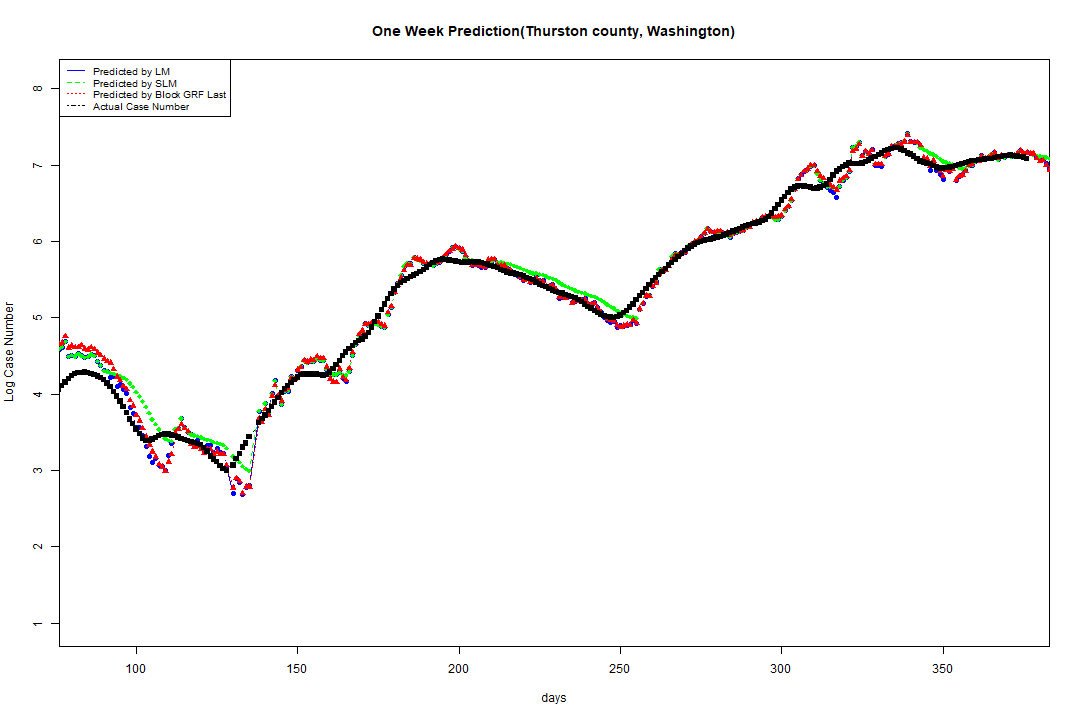 One Week Prediction(Thurston county, Washington)
Predicted by LM
Predicted by SLM
Predicted by Block GRF Last
Actual Case Number
8
7
6
5
4
3
2
1
Log Case Number
100 150 200 250 300 350
days